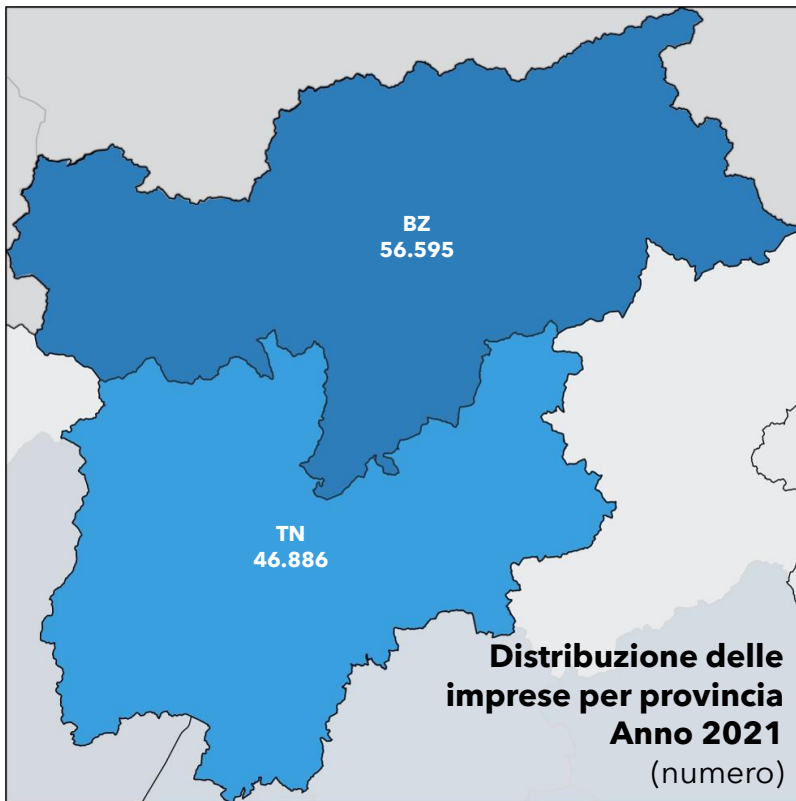 BZ
56.595
TN
46.886
Distribuzione delle
imprese per provincia
Anno 2021
(numero)